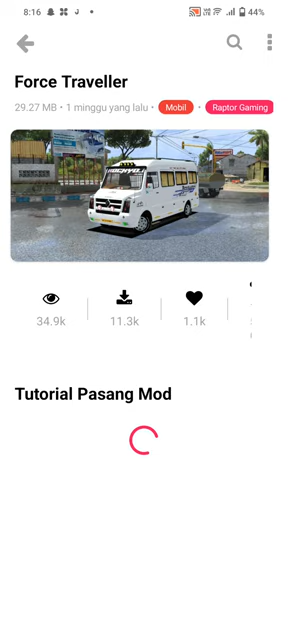 8:16
44%
Force Traveller
29.27 MB • 1 minggu yang lalu • Mobil • Raptor Gaming
34.9k 11.3k 1.1k
Tutorial Pasang Mod